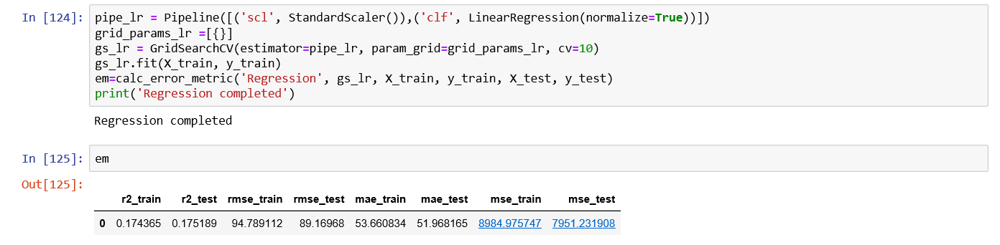 In [124]: pipe_lr = Pipeline([('scl', StandardScaler()),('clf', LinearRegression(normalize=True))])
grid_params_lr =[{}]
gs_lr = GridSearchCV(estimator=pipe_lr, param_grid=grid_params_lr, cv=10)
gs_lr.fit(X_train, y_train)
em=calc_error_metric('Regression', gs_lr, X_train, y_train, X_test, y_test)
print('Regression completed')
Regression completed
In [125]: em
Out[125]:
r2_train r2_test rmse_train rmse_test mae_train mae_test mse_train mse_test
0 0.174365 0.175189 94.789112 89.16968 53.660834 51.968165 8984.975747 7951.231908